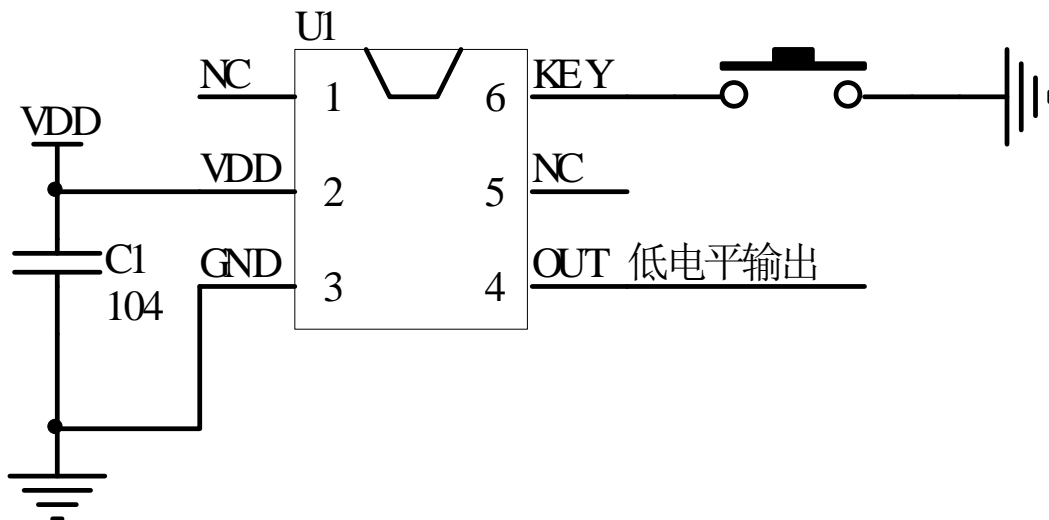 U1
NC 1 6 KEY
VDD
VDD 2 5 NC
C1
104
GND 3 4 OUT 低电平输出